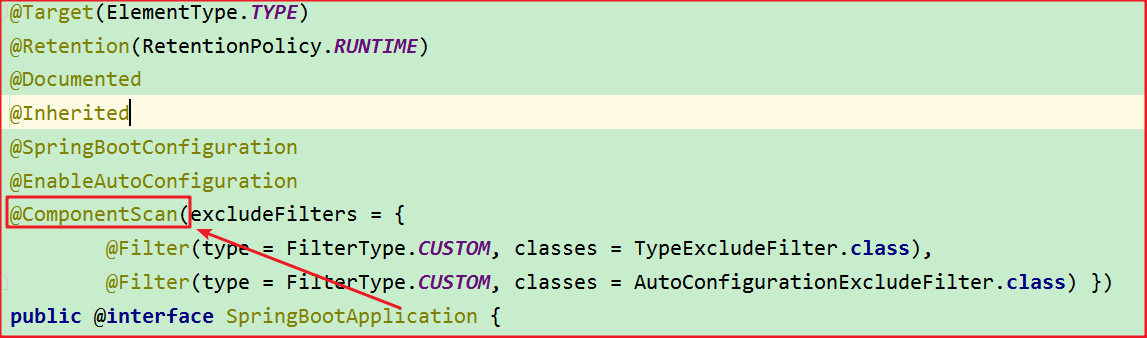 @Target(ElementType.TYPE)
@Retention(RetentionPolicy.RUNTIME)
@Documented
@Inherited
@SpringBootConfiguration
@EnableAutoConfiguration
@ComponentScan(excludeFilters = {
        @Filter(type = FilterType.CUSTOM, classes = TypeExcludeFilter.class),
        @Filter(type = FilterType.CUSTOM, classes = AutoConfigurationExcludeFilter.class) })
public @interface SpringBootApplication {